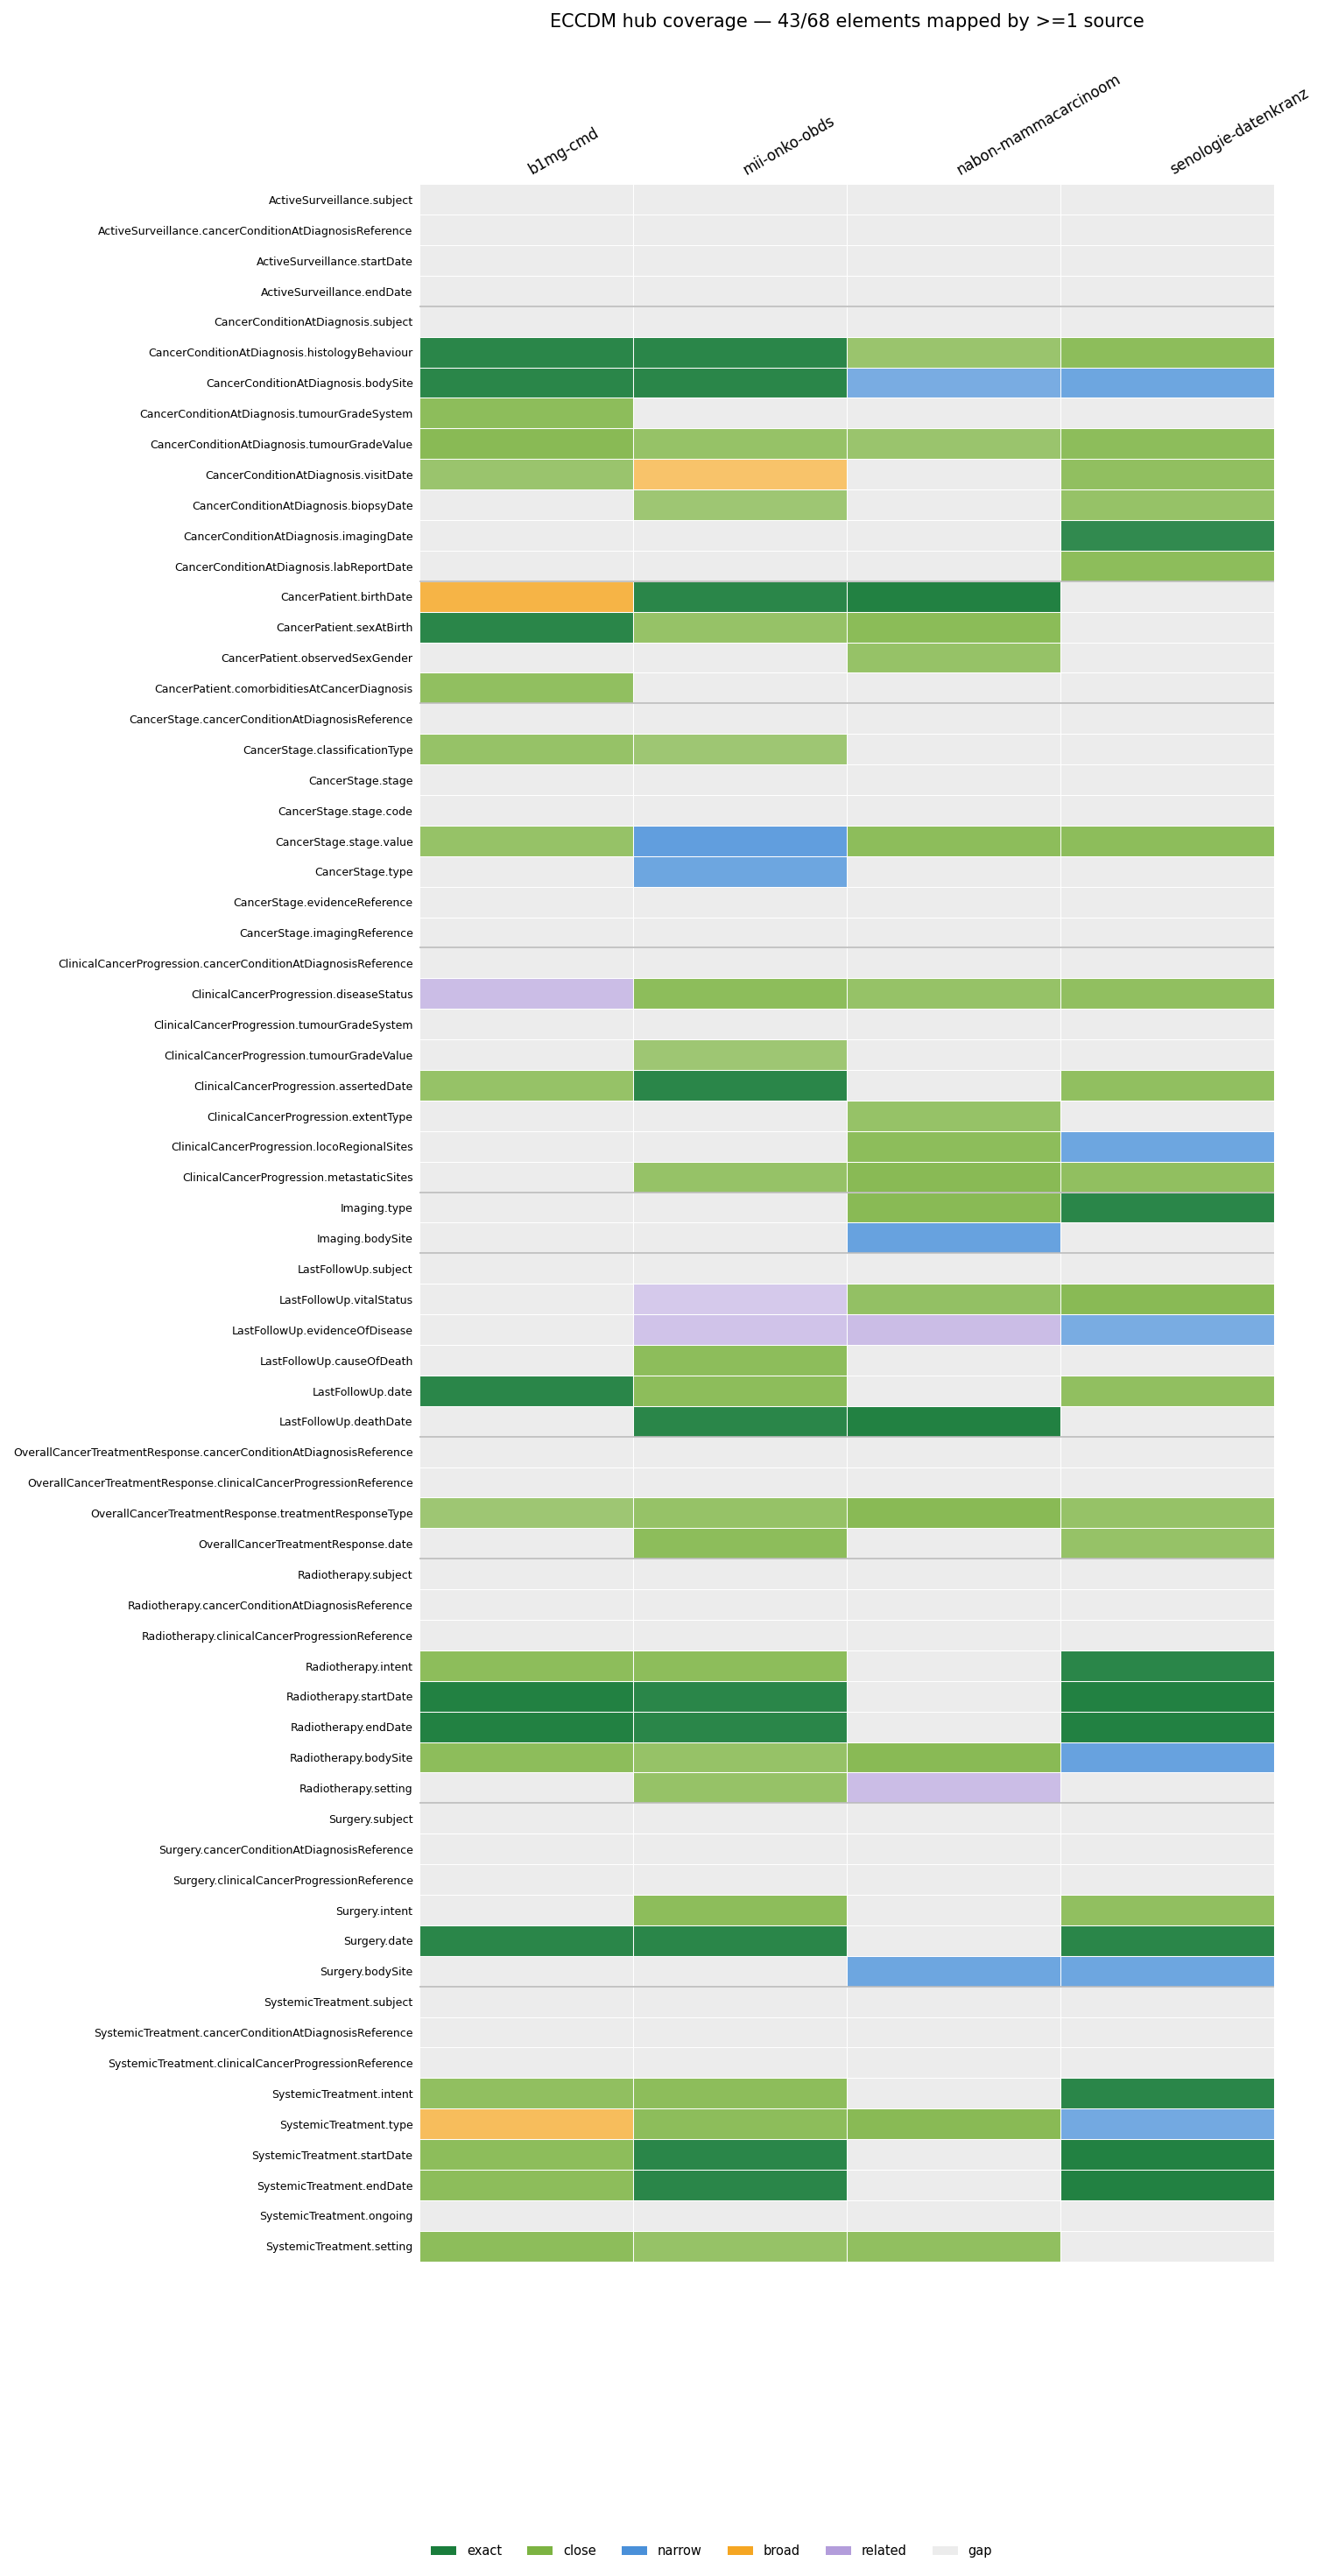 ECCDM hub coverage — 43/68 elements mapped by >=1 source
b1mg-cmd
mii-onko-obds
nabon-mammacarcinoom
senologie-datenkranz
ActiveSurveillance.subject
ActiveSurveillance.cancerConditionAtDiagnosisReference
ActiveSurveillance.startDate
ActiveSurveillance.endDate
CancerConditionAtDiagnosis.subject
CancerConditionAtDiagnosis.histologyBehaviour
CancerConditionAtDiagnosis.bodySite
CancerConditionAtDiagnosis.tumourGradeSystem
CancerConditionAtDiagnosis.tumourGradeValue
CancerConditionAtDiagnosis.visitDate
CancerConditionAtDiagnosis.biopsyDate
CancerConditionAtDiagnosis.imagingDate
CancerConditionAtDiagnosis.labReportDate
CancerPatient.birthDate
CancerPatient.sexAtBirth
CancerPatient.observedSexGender
CancerPatient.comorbiditiesAtCancerDiagnosis
CancerStage.cancerConditionAtDiagnosisReference
CancerStage.classificationType
CancerStage.stage
CancerStage.stage.code
CancerStage.stage.value
CancerStage.type
CancerStage.evidenceReference
CancerStage.imagingReference
ClinicalCancerProgression.cancerConditionAtDiagnosisReference
ClinicalCancerProgression.diseaseStatus
ClinicalCancerProgression.tumourGradeSystem
ClinicalCancerProgression.tumourGradeValue
ClinicalCancerProgression.assertedDate
ClinicalCancerProgression.extentType
ClinicalCancerProgression.locoRegionalSites
ClinicalCancerProgression.metastaticSites
Imaging.type
Imaging.bodySite
LastFollowUp.subject
LastFollowUp.vitalStatus
LastFollowUp.evidenceOfDisease
LastFollowUp.causeOfDeath
LastFollowUp.date
LastFollowUp.deathDate
OverallCancerTreatmentResponse.cancerConditionAtDiagnosisReference
OverallCancerTreatmentResponse.clinicalCancerProgressionReference
OverallCancerTreatmentResponse.treatmentResponseType
OverallCancerTreatmentResponse.date
Radiotherapy.subject
Radiotherapy.cancerConditionAtDiagnosisReference
Radiotherapy.clinicalCancerProgressionReference
Radiotherapy.intent
Radiotherapy.startDate
Radiotherapy.endDate
Radiotherapy.bodySite
Radiotherapy.setting
Surgery.subject
Surgery.cancerConditionAtDiagnosisReference
Surgery.clinicalCancerProgressionReference
Surgery.intent
Surgery.date
Surgery.bodySite
SystemicTreatment.subject
SystemicTreatment.cancerConditionAtDiagnosisReference
SystemicTreatment.clinicalCancerProgressionReference
SystemicTreatment.intent
SystemicTreatment.type
SystemicTreatment.startDate
SystemicTreatment.endDate
SystemicTreatment.ongoing
SystemicTreatment.setting
exact close narrow broad related gap